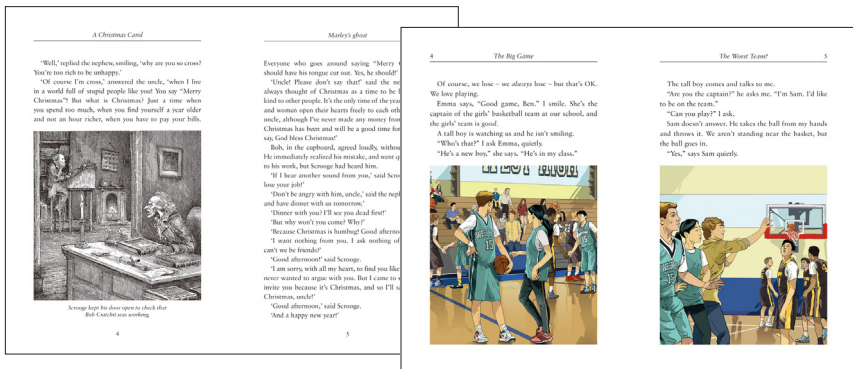 A Christmas Carol
'Well,' replied the nephew, smiling, 'why are you so cross?
You're too rich to be unhappy.'
'Of course I'm cross,' answered the uncle, 'when I live
in a world full of stupid people like you! You say "Merry
Christmas"! But what is Christmas? Just a time when
you spend too much, when you find yourself a year older
and not an hour richer, when you have to pay your bills.
Scrooge kept his door open to check that
Bob Cratchit was working.
4
Marley's ghost
Everyone who goes around saying "Merry
should have his tongue cut out. Yes, he should!'
'Uncle! Please don't say that!' said the
always thought of Christmas as a time to be
kind to other people. It's the only time of the
and women open their hearts freely to each
uncle, although I've never made any money
Christmas has been and will be a good time for
say, God bless Christmas!'
Bob, in the cupboard, agreed loudly,
He immediately realized his mistake, and went
to his work, but Scrooge had heard him.
'If I hear another sound from you,' said
lose your job!'
'Don't be angry with him, uncle,' said the
and have dinner with us tomorrow.'
'Dinner with you? I'll see you dead first!'
'But why won't you come? Why?'
'Because Christmas is humbug! Good
'I want nothing from you. I ask nothing of
can't we be friends?'
'Good afternoon!' said Scrooge.
'I am sorry, with all my heart, to find you like
never wanted to argue with you. But I came to
invite you because it's Christmas, and so I'll
Christmas, uncle!'
'Good afternoon,' said Scrooge.
'And a happy new year!'
5
4
The Big Game
Of course, we lose – we always lose – but that's OK.
We love playing.
Emma says, "Good game, Ben." I smile. She's the
captain of the girls' basketball team at our school, and
the girls' team is good.
A tall boy is watching us and he isn't smiling.
"Who's that?" I ask Emma, quietly.
"He's a new boy," she says. "He's in my class."
WEST HIGH
13
The Worst Team?
5
The tall boy comes and talks to me.
"Are you the captain?" he asks me. "I'm Sam. I'd like
to be on the team."
"Can you play?" I ask.
Sam doesn't answer. He takes the ball from my hands
and throws it. We aren't standing near the basket, but
the ball goes in.
"Yes," says Sam quietly.
13